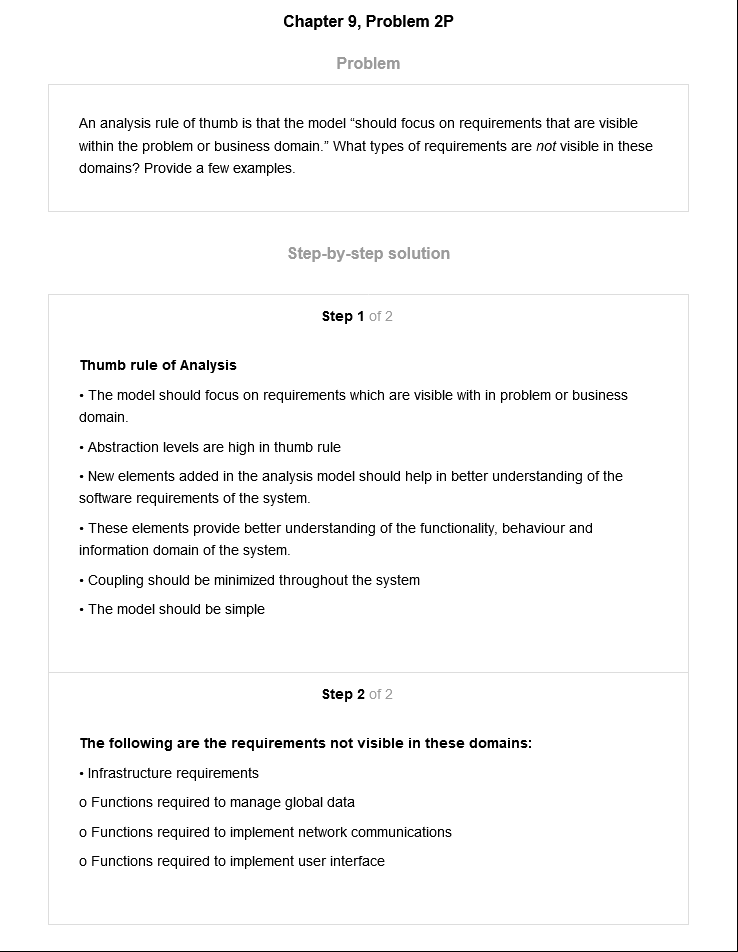 Chapter 9, Problem 2P
Problem
An analysis rule of thumb is that the model “should focus on requirements that are visible
within the problem or business domain.” What types of requirements are not visible in these
domains? Provide a few examples.
Step-by-step solution
Step 1 of 2
Thumb rule of Analysis
• The model should focus on requirements which are visible with in problem or business
domain.
• Abstraction levels are high in thumb rule
• New elements added in the analysis model should help in better understanding of the
software requirements of the system.
• These elements provide better understanding of the functionality, behaviour and
information domain of the system.
• Coupling should be minimized throughout the system
• The model should be simple
Step 2 of 2
The following are the requirements not visible in these domains:
• Infrastructure requirements
o Functions required to manage global data
o Functions required to implement network communications
o Functions required to implement user interface